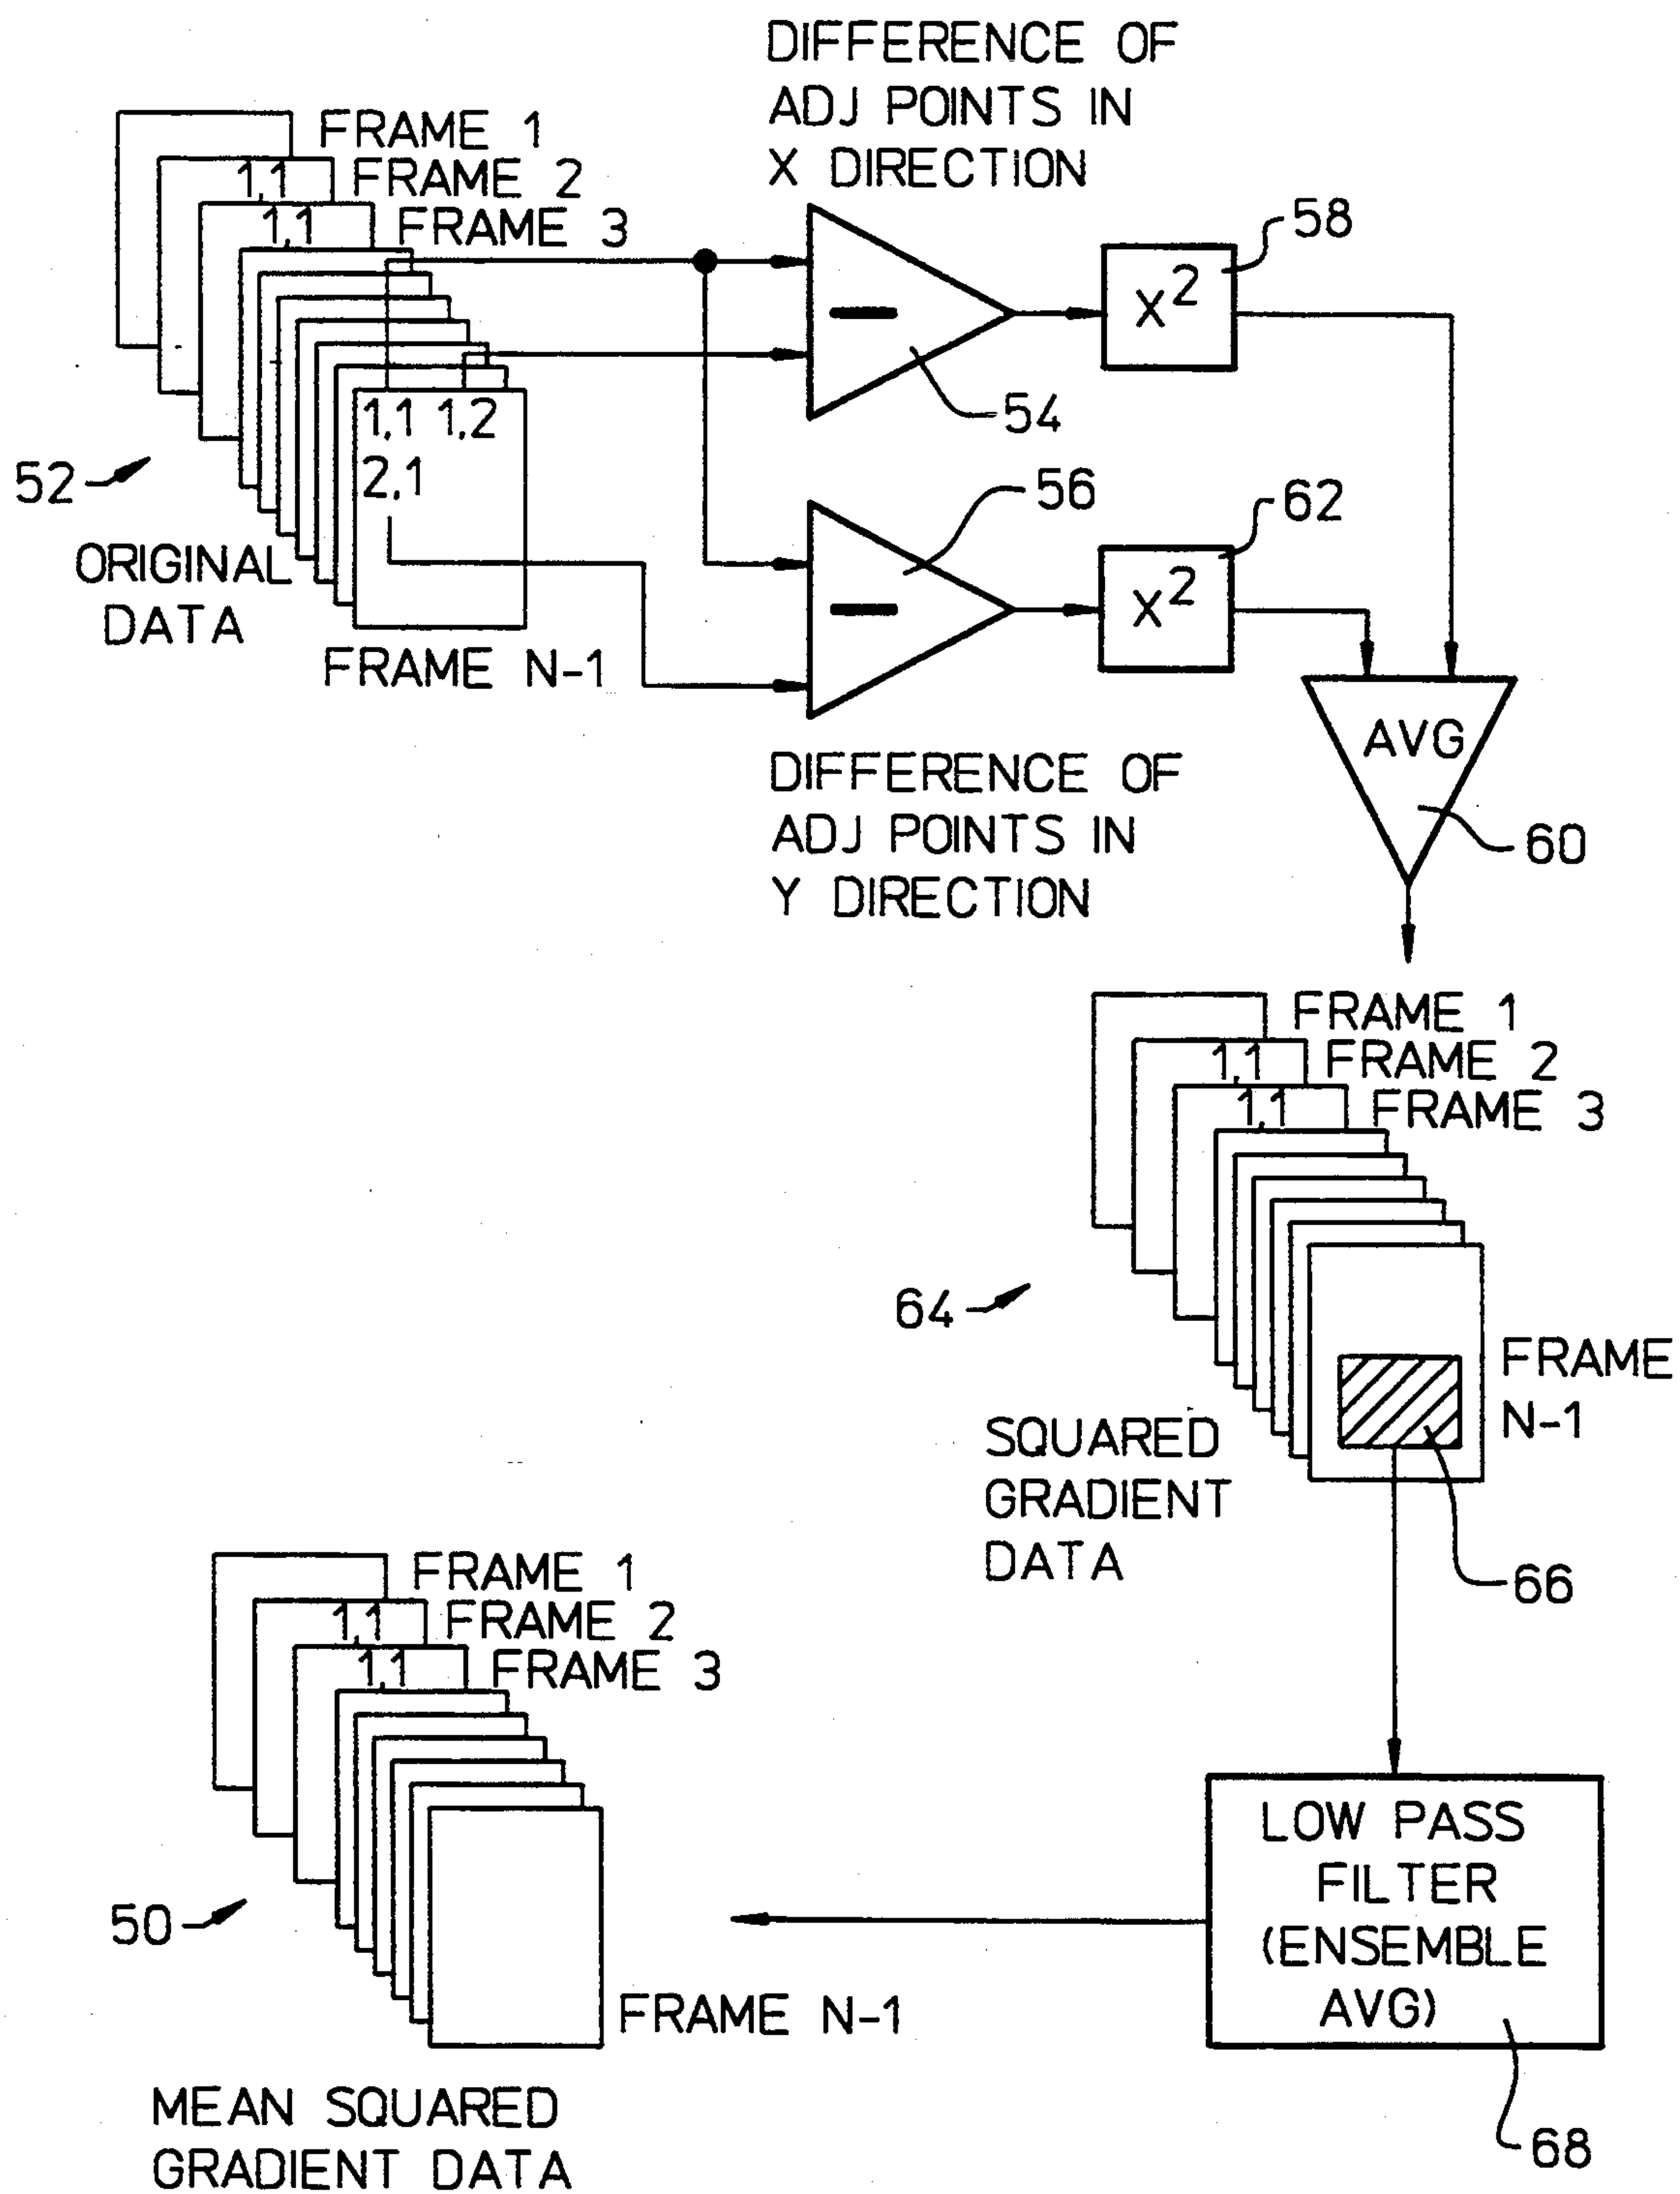 DIFFERENCE OF
ADJ POINTS IN
X DIRECTION
FRAME 1
1,1 FRAME 2
1,1 FRAME 3
58
X²
54
1,1 1,2
2,1
52
ORIGINAL
DATA
FRAME N-1
56
62
X²
DIFFERENCE OF
ADJ POINTS IN
Y DIRECTION
AVG
60
FRAME 1
1,1 FRAME 2
1,1 FRAME 3
64
FRAME
N-1
SQUARED
GRADIENT
DATA
66
FRAME 1
1,1 FRAME 2
1,1 FRAME 3
50
FRAME N-1
MEAN SQUARED
GRADIENT DATA
LOW PASS
FILTER
(ENSEMBLE
AVG)
68